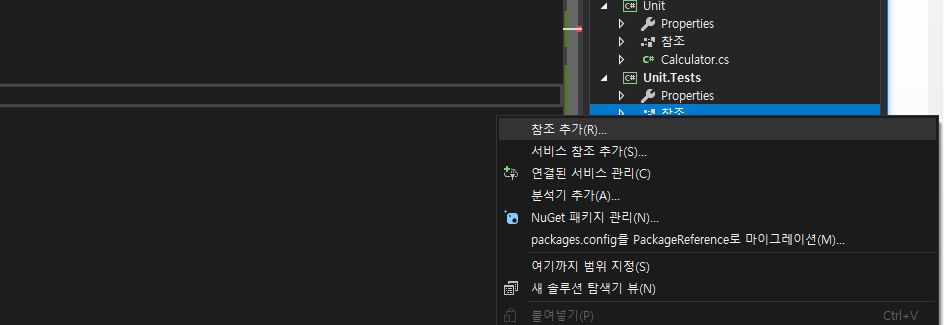 Unit
Properties
참조
C# Calculator.cs
C# Unit.Tests
Properties
참조
참조 추가(R)...
서비스 참조 추가(S)...
연결된 서비스 관리(C)
분석기 추가(A)...
NuGet 패키지 관리(N)...
packages.config를 PackageReference로 마이그레이션(M)...
여기까지 범위 지정(S)
새 솔루션 탐색기 뷰(N)
붙여넣기(P) Ctrl+V